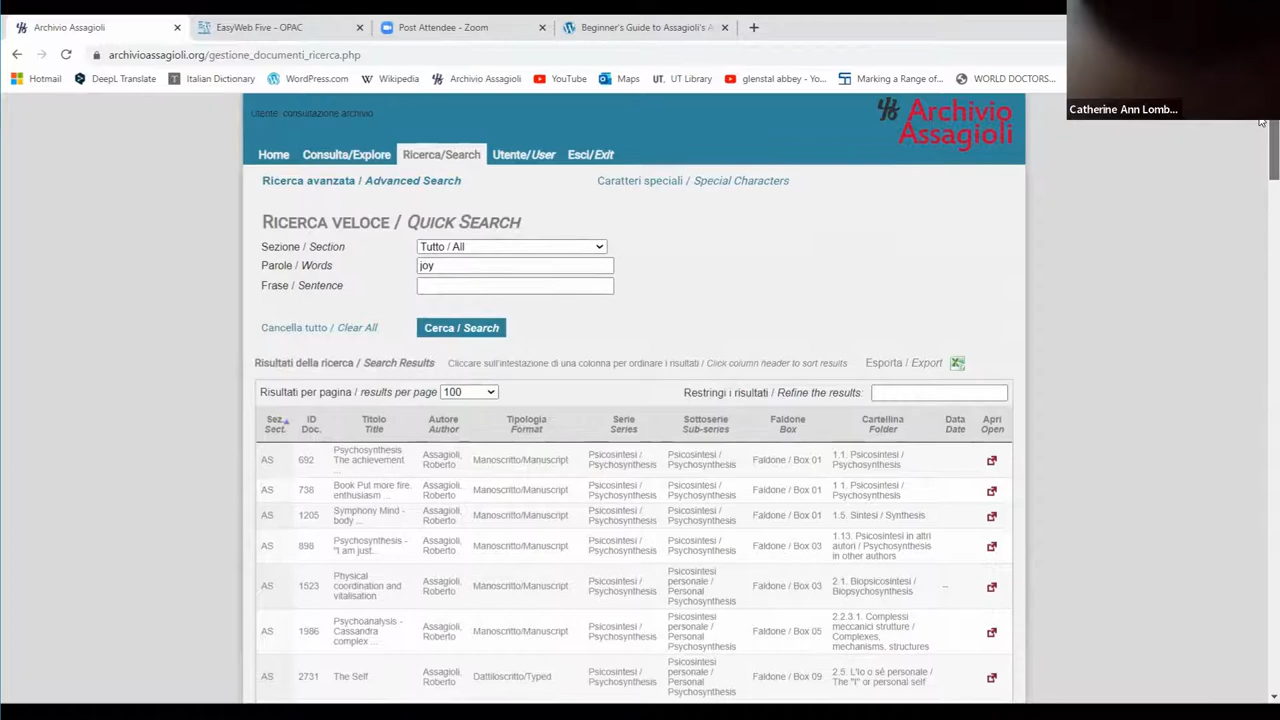 Archivio Assagioli
EasyWeb Five - OPAC
Post Attendee - Zoom
Beginner's Guide to Assagioli's A
archivioassagioli.org/gestione_documenti_ricerca.php
Hotmail DeepL Translate Italian Dictionary WordPress.com Wikipedia Archivio Assagioli YouTube Maps UT. UT Library glenstal abbey - Yo... Marking a Range of... WORLD DOCTORS...
Catherine Ann Lomb...
Utente: consultazione archivio
Archivio
Assagioli
Home Consulta/Explore Ricerca/Search Utente/User Esci/Exit
Ricerca avanzata / Advanced Search Caratteri speciali / Special Characters
RICERCA VELOCE / QUICK SEARCH
Sezione / Section Tutto / All
Parole / Words joy
Frase / Sentence
Cancella tutto / Clear All Cerca / Search
Risultati della ricerca / Search Results Cliccare sull'intestazione di una colonna per ordinare i risultati / Click column header to sort results Esporta / Export
Risultati per pagina / results per page 100 Restringi i risultati / Refine the results:
Sez. ID Titolo Autore Tipologia Serie Sottoserie Faldone Cartellina Data Apri
Sect. Doc. Title Author Format Series Sub-series Box Folder Date Open
AS 692 Psychosynthesis The achievement ... Assagioli, Roberto Manoscritto/Manuscript Psicosintesi / Psychosynthesis Psicosintesi / Psychosynthesis Faldone / Box 01 1.1. Psicosintesi / Psychosynthesis
AS 738 Book Put more fire, enthusiasm ... Assagioli, Roberto Manoscritto/Manuscript Psicosintesi / Psychosynthesis Psicosintesi / Psychosynthesis Faldone / Box 01 1.1. Psicosintesi / Psychosynthesis
AS 1205 Symphony Mind - body ... Assagioli, Roberto Manoscritto/Manuscript Psicosintesi / Psychosynthesis Psicosintesi / Psychosynthesis Faldone / Box 01 1.5. Sintesi / Synthesis
AS 898 Psychosynthesis - "I am just... Assagioli, Roberto Manoscritto/Manuscript Psicosintesi / Psychosynthesis Psicosintesi / Psychosynthesis Faldone / Box 03 1.13. Psicosintesi in altri autori / Psychosynthesis in other authors
AS 1523 Physical coordination and vitalisation Assagioli, Roberto Manoscritto/Manuscript Psicosintesi / Psychosynthesis Psicosintesi personale / Personal Psychosynthesis Faldone / Box 03 2.1. Biopsicosintesi / Biopsychosynthesis --
AS 1986 Psychoanalysis - Cassandra complex ... Assagioli, Roberto Manoscritto/Manuscript Psicosintesi / Psychosynthesis Psicosintesi personale / Personal Psychosynthesis Faldone / Box 05 2.2.3.1. Complessi meccanici strutture / Complexes, mechanisms, structures
AS 2731 The Self Assagioli, Roberto Dattiloscritto/Typed Psicosintesi / Psychosynthesis Psicosintesi personale / Personal Psychosynthesis Faldone / Box 09 2.5. L'Io o sé personale / The "I" or personal self